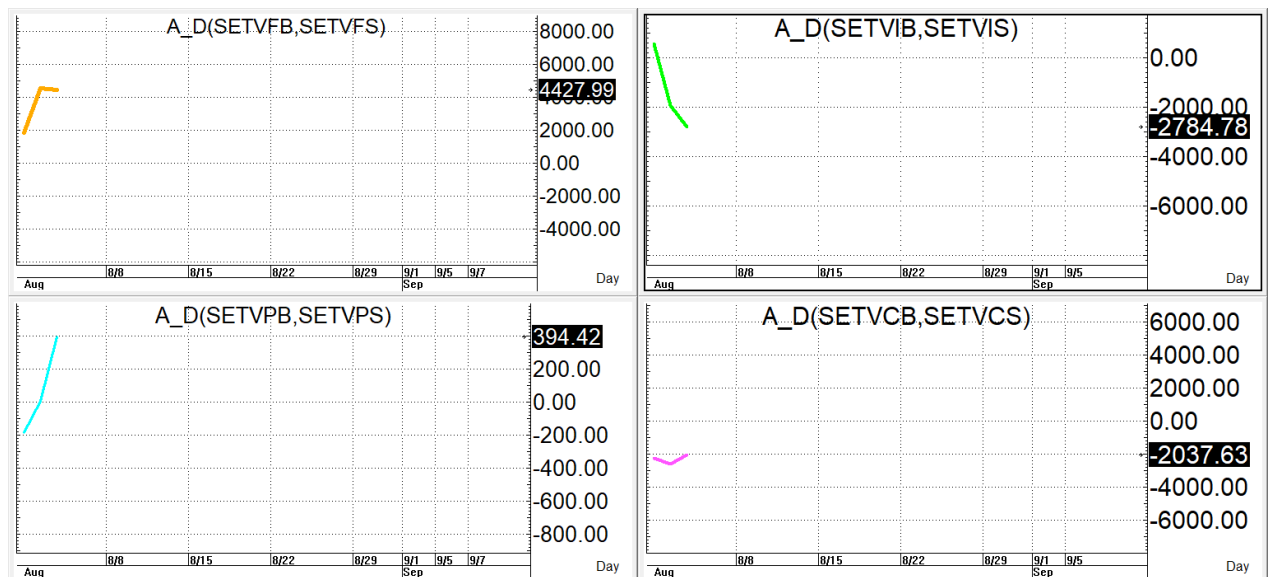 A_D(SETVFB,SETVFS)
8000.00
6000.00
4427.99
4000.00
2000.00
0.00
-2000.00
-4000.00
8/8 8/15 8/22 8/29 9/1 9/5 9/7
Aug Sep
Day
A_D(SETVIB,SETVIS)
0.00
-2000.00
-2784.78
-4000.00
-6000.00
8/8 8/15 8/22 8/29 9/1 9/5
Aug Sep
Day
A_D(SETVPB,SETVPS)
394.42
200.00
0.00
-200.00
-400.00
-600.00
-800.00
8/8 8/15 8/22 8/29 9/1 9/5 9/7
Aug Sep
Day
A_D(SETVCB,SETVCS)
6000.00
4000.00
2000.00
0.00
-2037.63
-4000.00
-6000.00
8/8 8/15 8/22 8/29 9/1 9/5
Aug Sep
Day